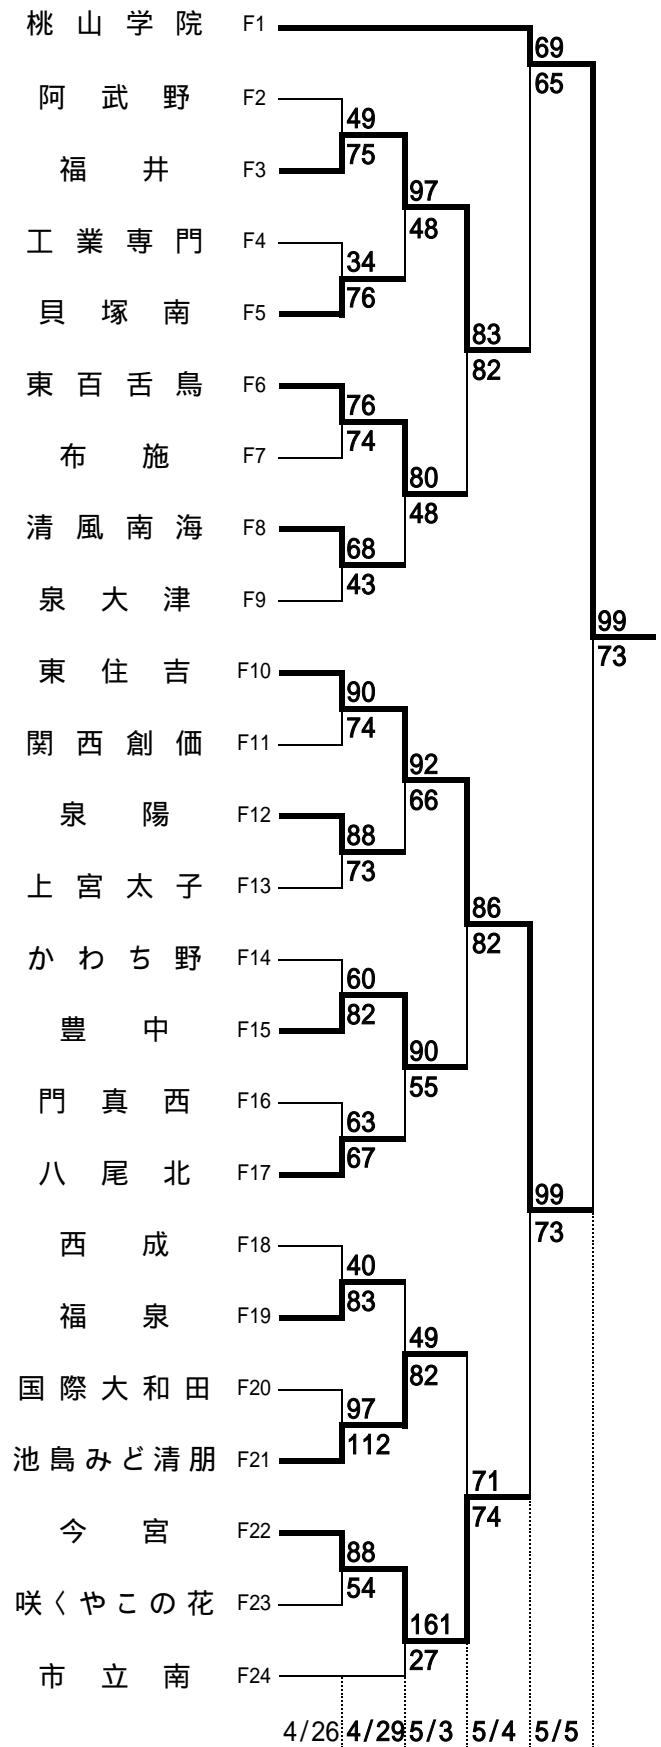 桃山学院 F1
69
65
阿武野 F2
49
75
福井 F3
97
48
工業専門 F4
34
76
貝塚南 F5
83
82
東百舌鳥 F6
76
74
布施 F7
80
48
清風南海 F8
68
43
泉大津 F9
99
73
東住吉 F10
90
74
関西創価 F11
92
66
泉陽 F12
88
73
上宮太子 F13
86
82
かわち野 F14
60
82
豊中 F15
90
55
門真西 F16
63
67
八尾北 F17
99
73
西成 F18
40
83
福泉 F19
49
82
国際大和田 F20
97
112
池島みど清朋 F21
71
74
今宮 F22
88
54
咲くやこの花 F23
161
27
市立南 F24
4/26 4/29 5/3 5/4 5/5